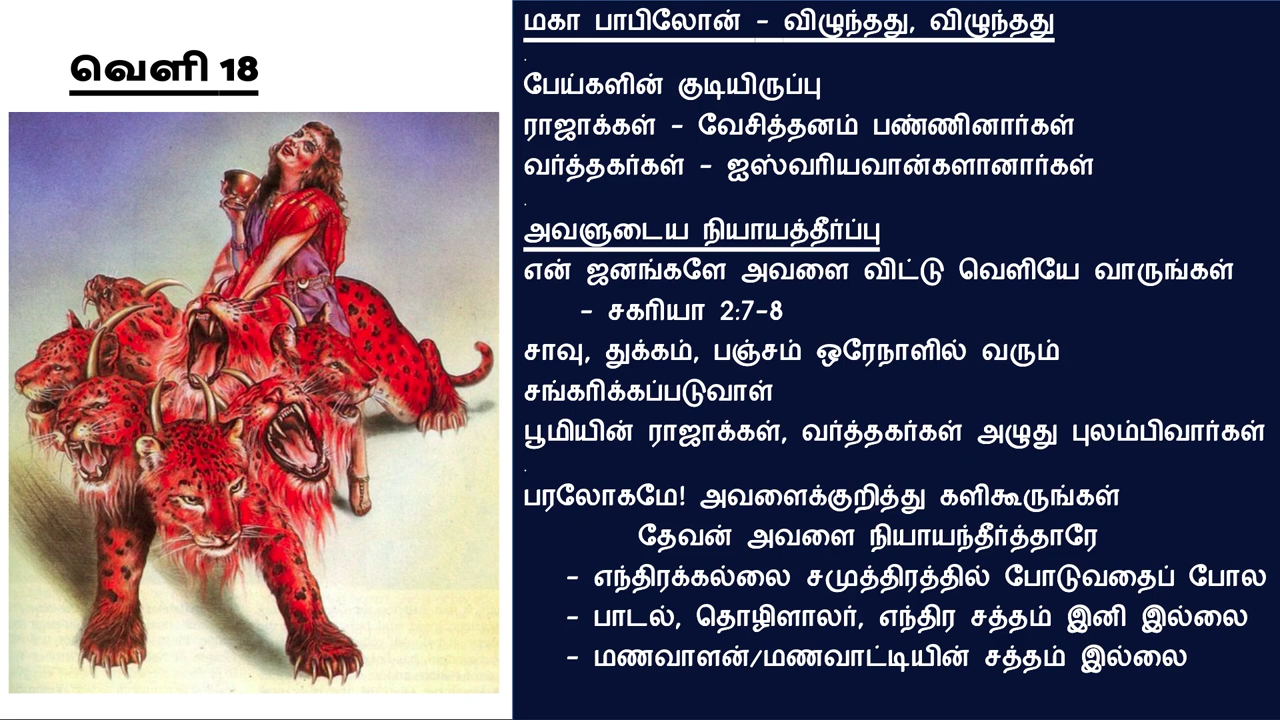 வெளி 18
மகா பாபிலோன் - விழுந்தது, விழுந்தது
.
பேய்களின் குடியிருப்பு
ராஜாக்கள் - வேசித்தனம் பண்ணினார்கள்
வர்த்தகர்கள் - ஐஸ்வரியவான்களானார்கள்
.
அவளுடைய நியாயத்தீர்ப்பு
என் ஜனங்களே அவளை விட்டு வெளியே வாருங்கள்
- சகரியா 2:7-8
சாவு, துக்கம், பஞ்சம் ஒரேநாளில் வரும்
சங்கரிக்கப்படுவாள்
பூமியின் ராஜாக்கள், வர்த்தகர்கள் அழுது புலம்பிவார்கள்
.
பரலோகமே! அவளைக்குறித்து களிகூருங்கள்
தேவன் அவளை நியாயந்தீர்த்தாரே
- எந்திரக்கல்லை சமுத்திரத்தில் போடுவதைப் போல
- பாடல், தொழிளாலர், எந்திர சத்தம் இனி இல்லை
- மணவாளன்/மணவாட்டியின் சத்தம் இல்லை